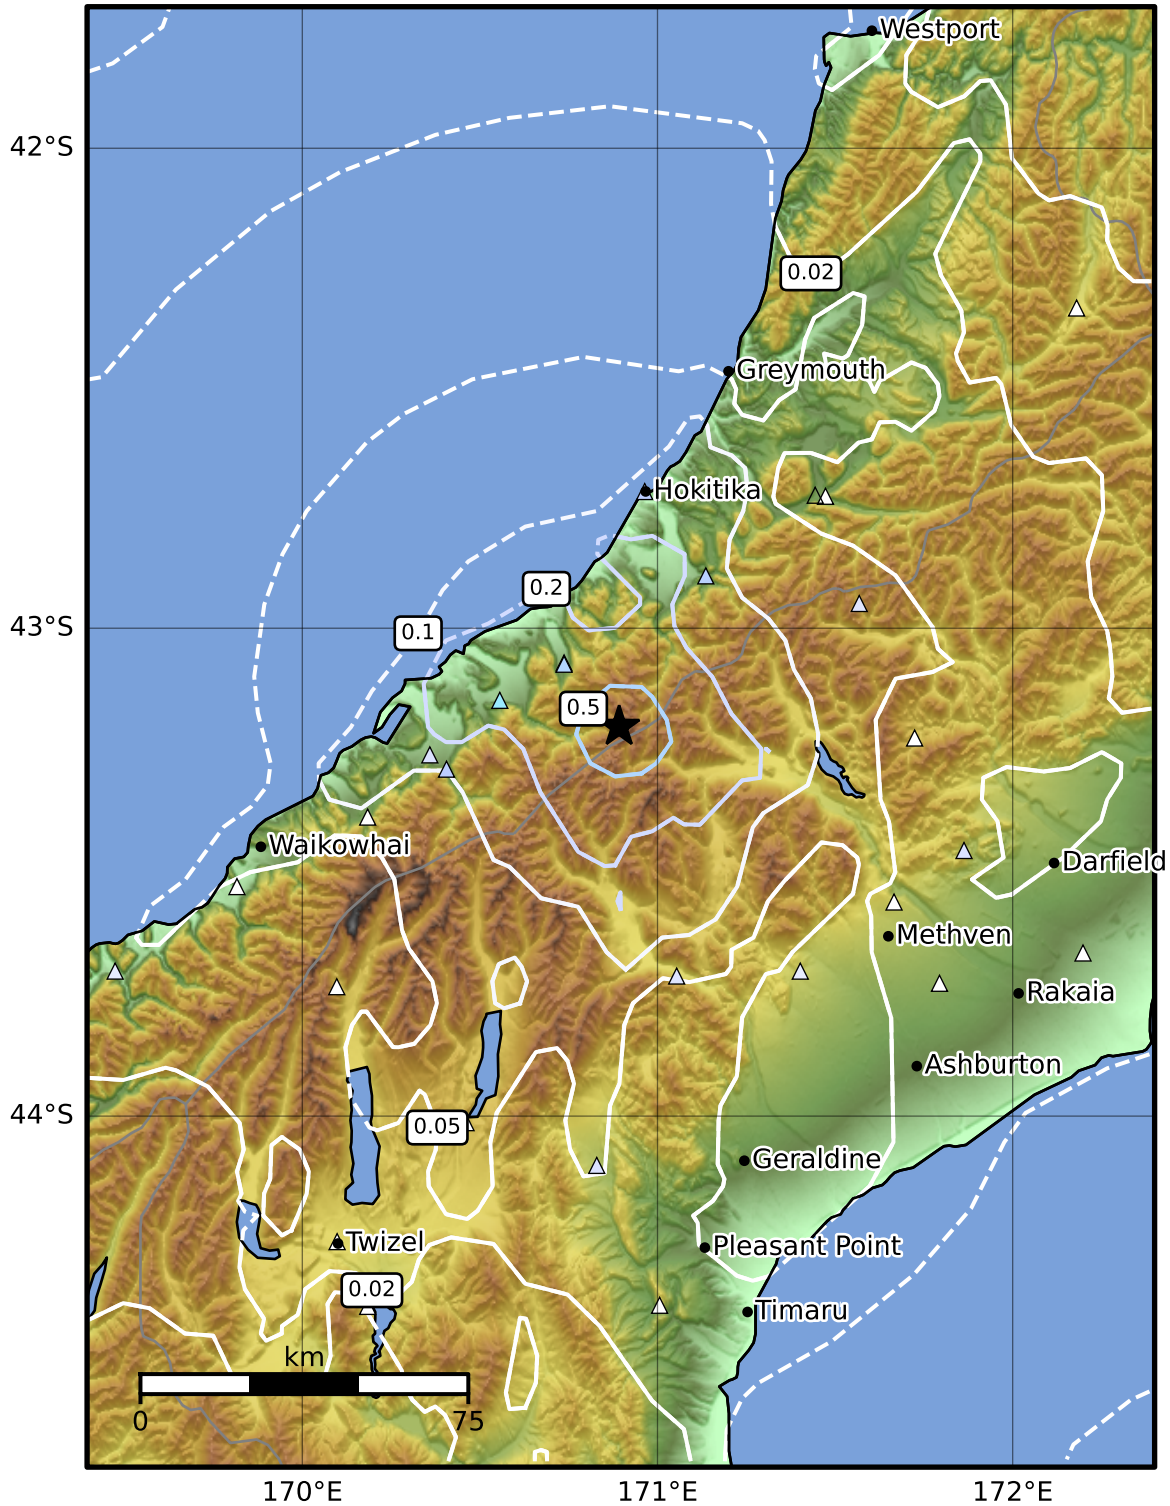 Westport
42°S
0.02
Greymouth
Hokitika
0.2
43°S
0.1
0.5
Waikowhai
Darfield
Methven
Rakaia
Ashburton
44°S
0.05
Geraldine
Twizel
Pleasant Point
0.02
Timaru
km
0 75
170°E 171°E 172°E